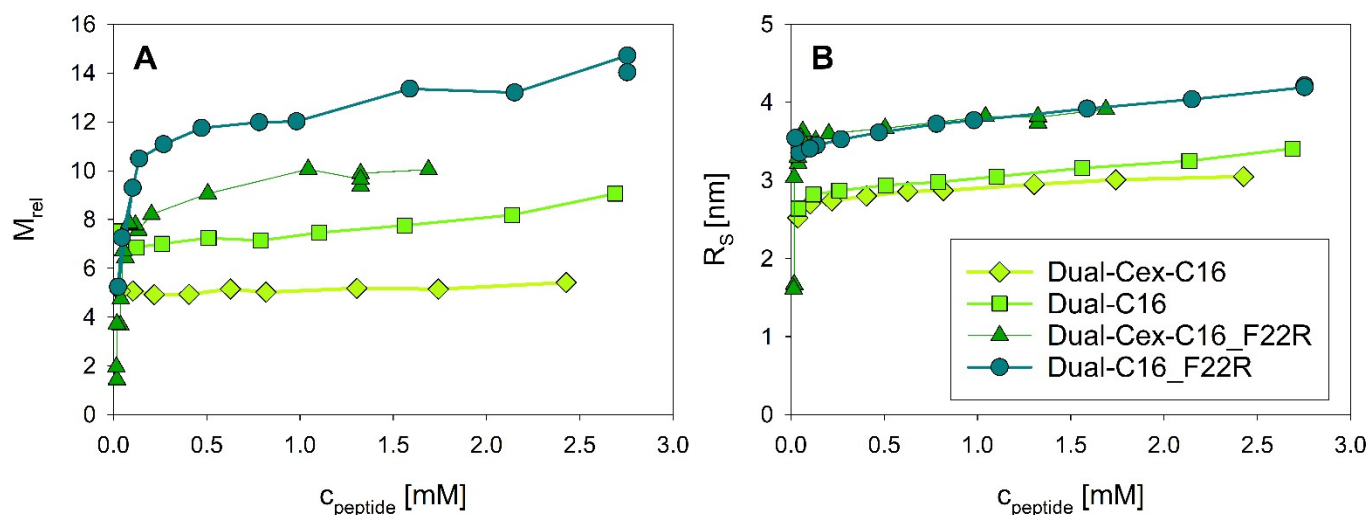 A
M_rel
16
14
12
10
8
6
4
2
0
0.0 0.5 1.0 1.5 2.0 2.5 3.0
c_peptide [mM]
B
R_S [nm]
5
4
3
2
1
0
0.0 0.5 1.0 1.5 2.0 2.5 3.0
c_peptide [mM]
Dual-Cex-C16
Dual-C16
Dual-Cex-C16_F22R
Dual-C16_F22R